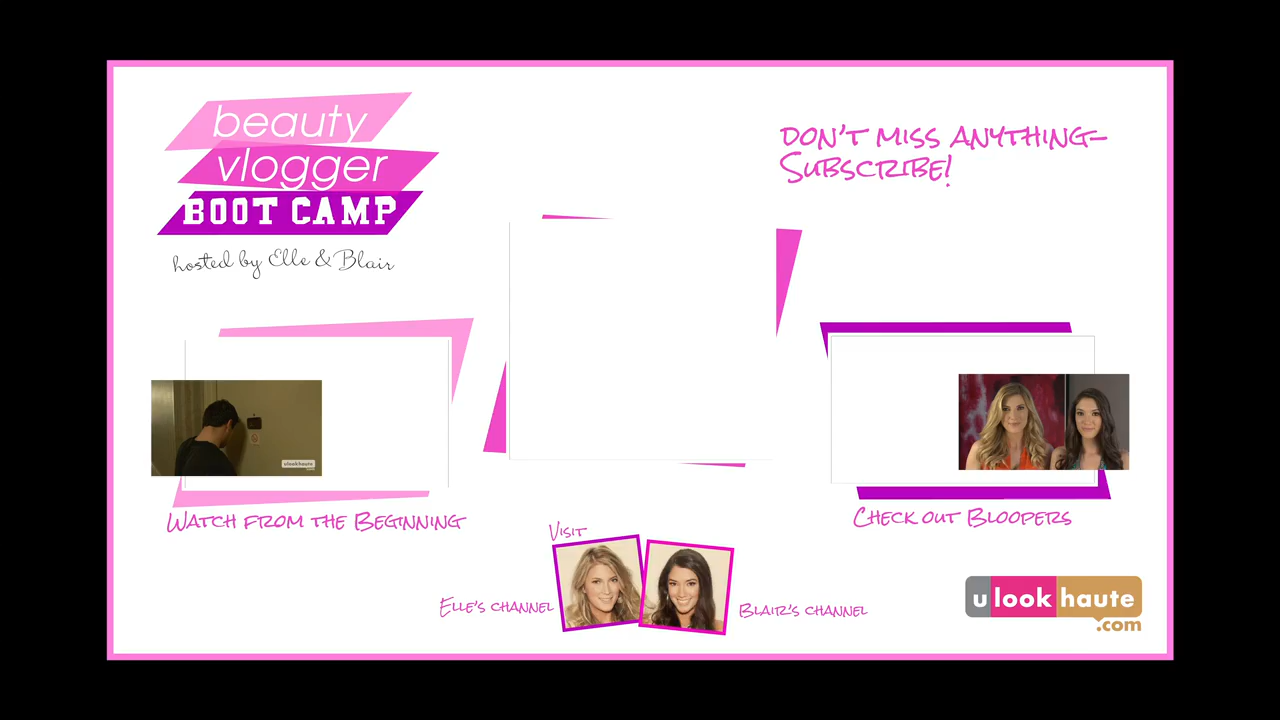 beauty
vlogger
BOOT CAMP
hosted by Elle & Blair
DON'T MISS ANYTHING-
SUBSCRIBE!
ulookhaute
WATCH FROM THE BEGINNING
CHECK OUT BLOOPERS
VISIT
ELLE'S CHANNEL
BLAIR'S CHANNEL
u look haute
.com